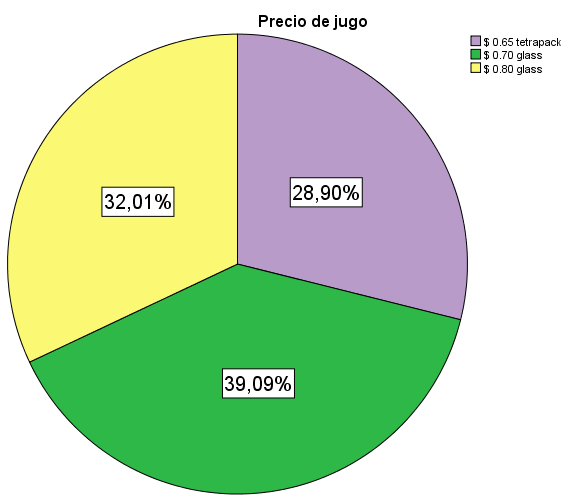 Precio de jugo
$ 0.65 tetrapack
$ 0.70 glass
$ 0.80 glass
28,90%
32,01%
39,09%